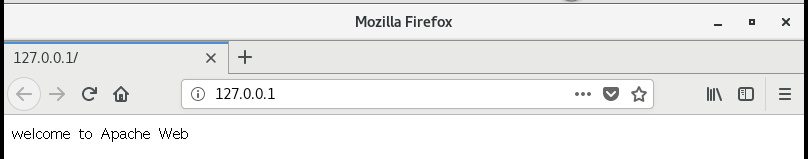 Mozilla Firefox
127.0.0.1/
127.0.0.1
welcome to Apache Web